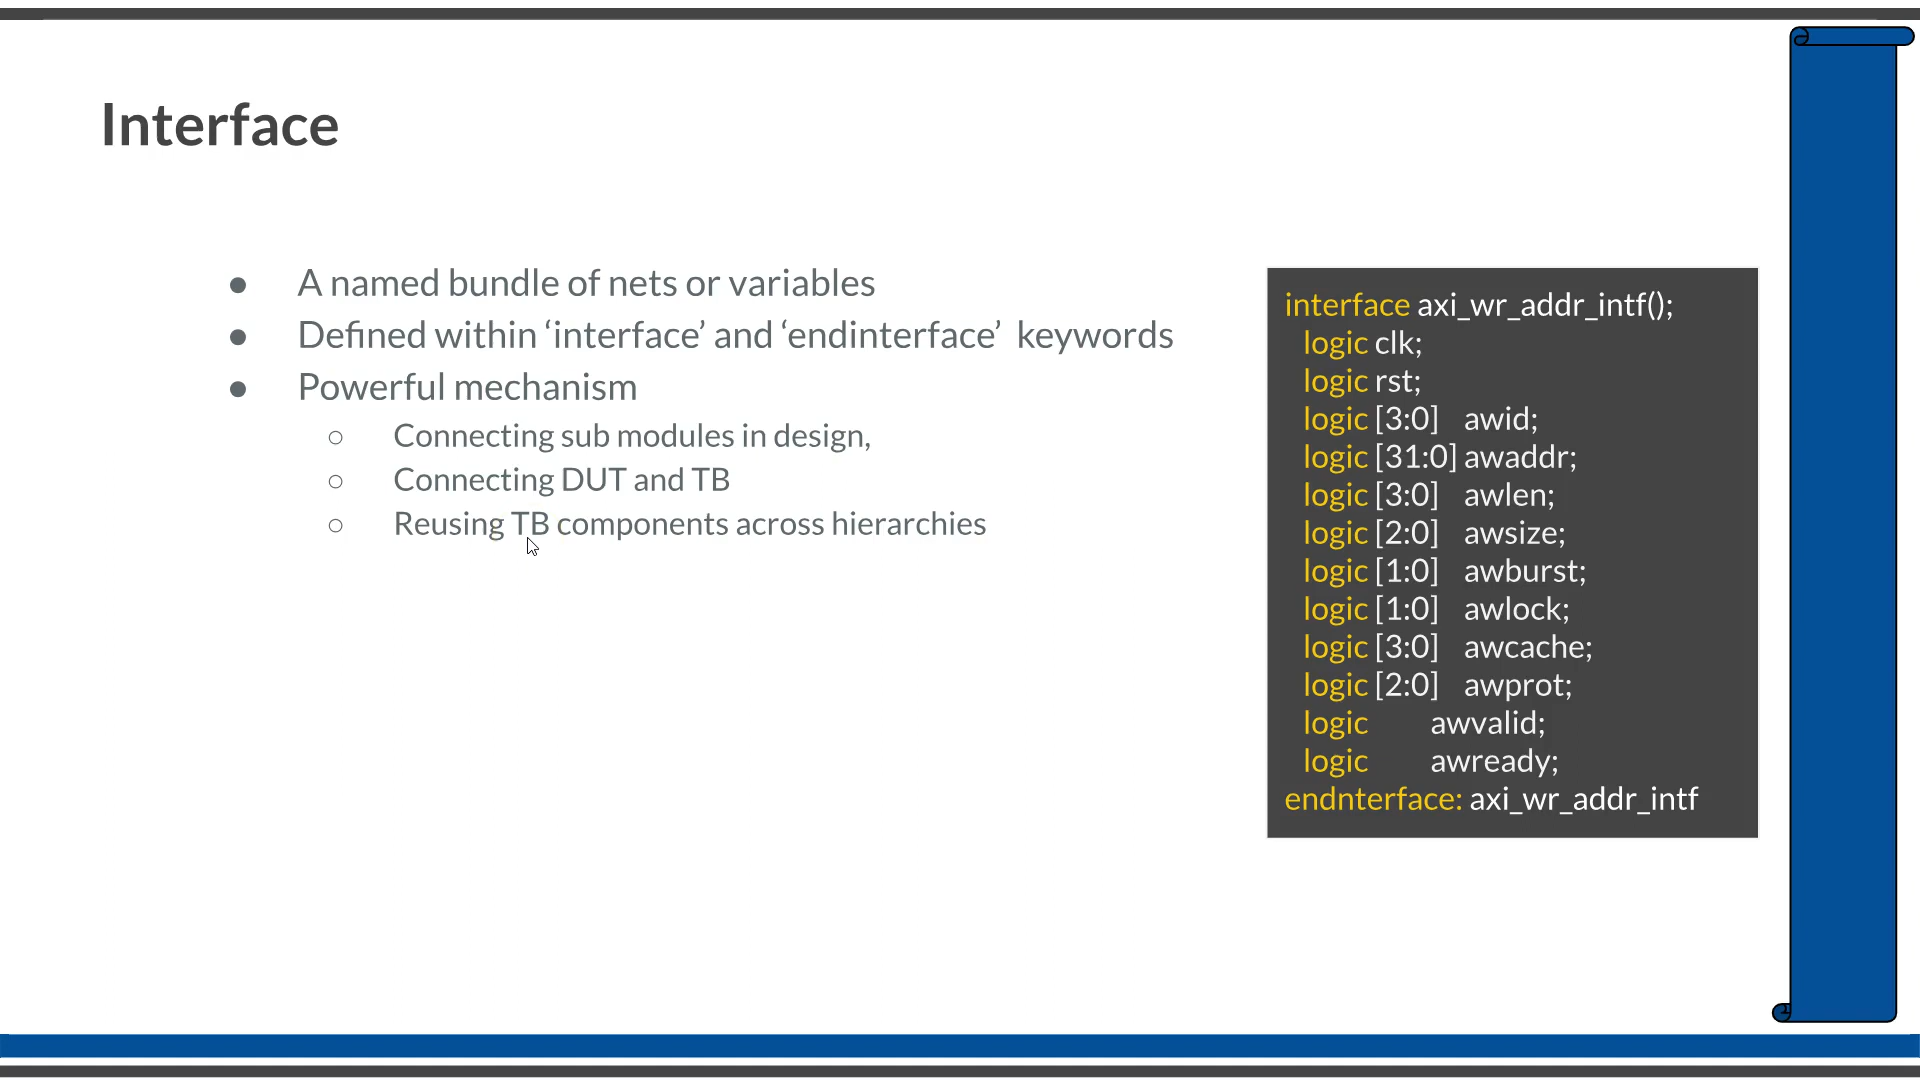 Interface
● A named bundle of nets or variables
● Defined within ‘interface’ and ‘endinterface’ keywords
● Powerful mechanism
○ Connecting sub modules in design,
○ Connecting DUT and TB
○ Reusing TB components across hierarchies
interface axi_wr_addr_intf();
logic clk;
logic rst;
logic [3:0] awid;
logic [31:0] awaddr;
logic [3:0] awlen;
logic [2:0] awsize;
logic [1:0] awburst;
logic [1:0] awlock;
logic [3:0] awcache;
logic [2:0] awprot;
logic awvalid;
logic awready;
endnterface: axi_wr_addr_intf